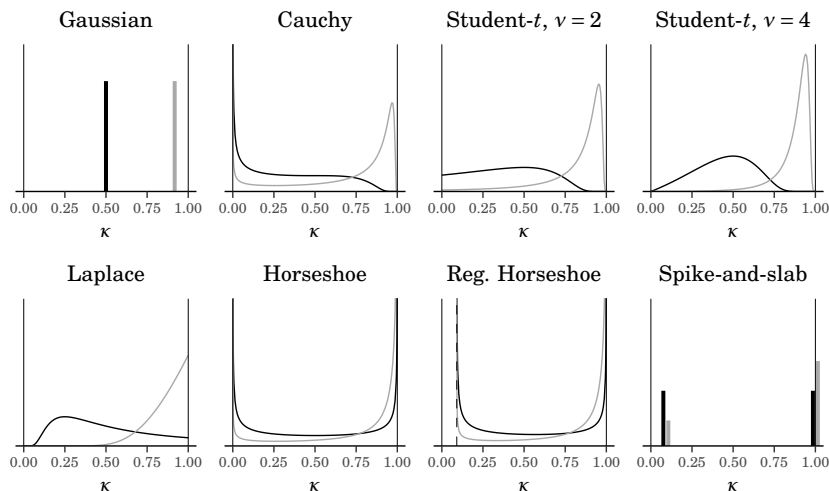 Gaussian Cauchy Student-t, ν = 2 Student-t, ν = 4
0.00 0.25 0.50 0.75 1.00 0.00 0.25 0.50 0.75 1.00 0.00 0.25 0.50 0.75 1.00 0.00 0.25 0.50 0.75 1.00
κ κ κ κ
Laplace Horseshoe Reg. Horseshoe Spike-and-slab
0.00 0.25 0.50 0.75 1.00 0.00 0.25 0.50 0.75 1.00 0.00 0.25 0.50 0.75 1.00 0.00 0.25 0.50 0.75 1.00
κ κ κ κ